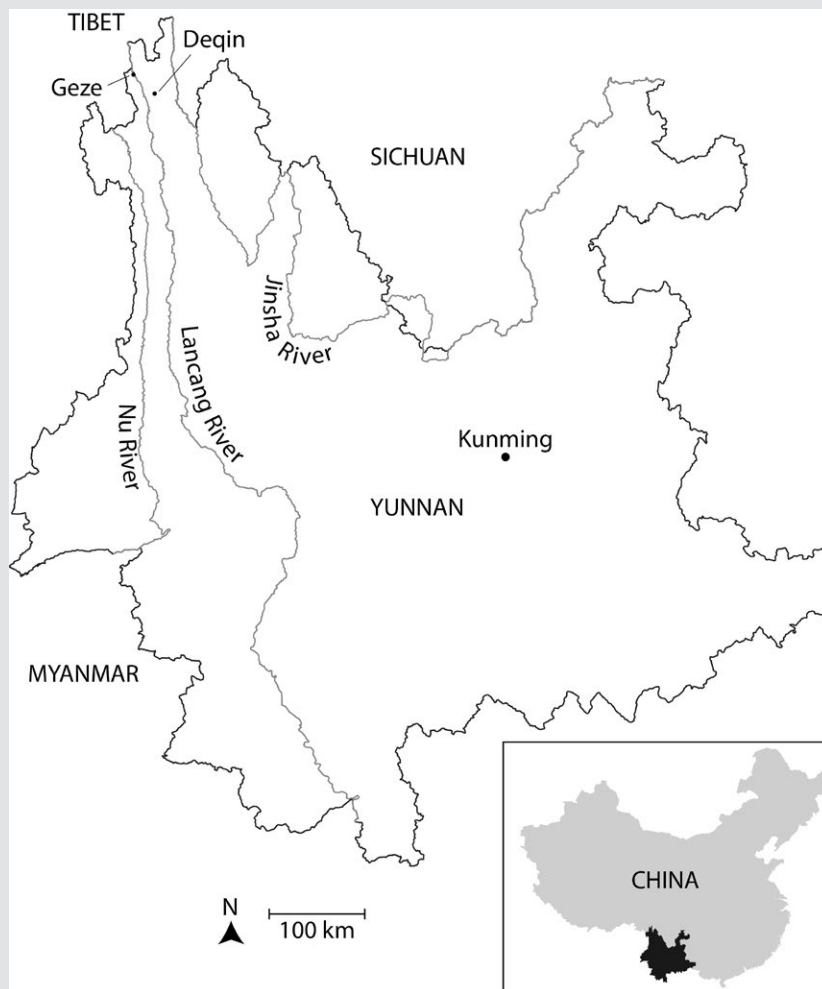 TIBET
Deqin
Geze
SICHUAN
Jinsha River
Lancang River
Nu River
Kunming
YUNNAN
MYANMAR
CHINA
N
100 km